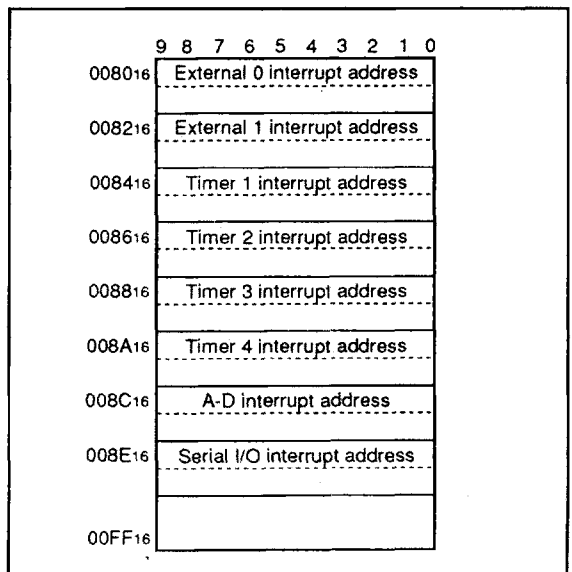 9 8 7 6 5 4 3 2 1 0
0080₁₆ External 0 interrupt address
0082₁₆ External 1 interrupt address
0084₁₆ Timer 1 interrupt address
0086₁₆ Timer 2 interrupt address
0088₁₆ Timer 3 interrupt address
008A₁₆ Timer 4 interrupt address
008C₁₆ A-D interrupt address
008E₁₆ Serial I/O interrupt address
00FF₁₆